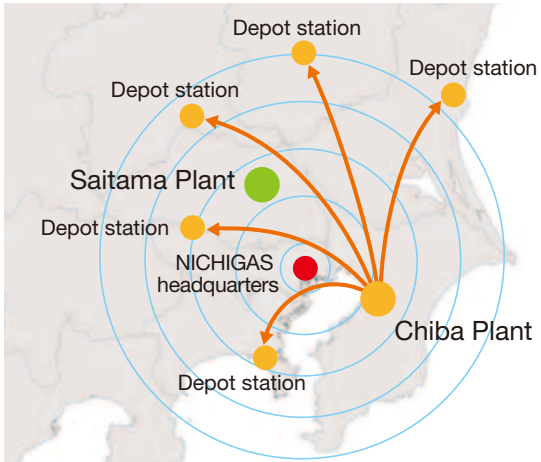 Depot station
Depot station
Depot station
Saitama Plant
Depot station
NICHIGAS
headquarters
Chiba Plant
Depot station